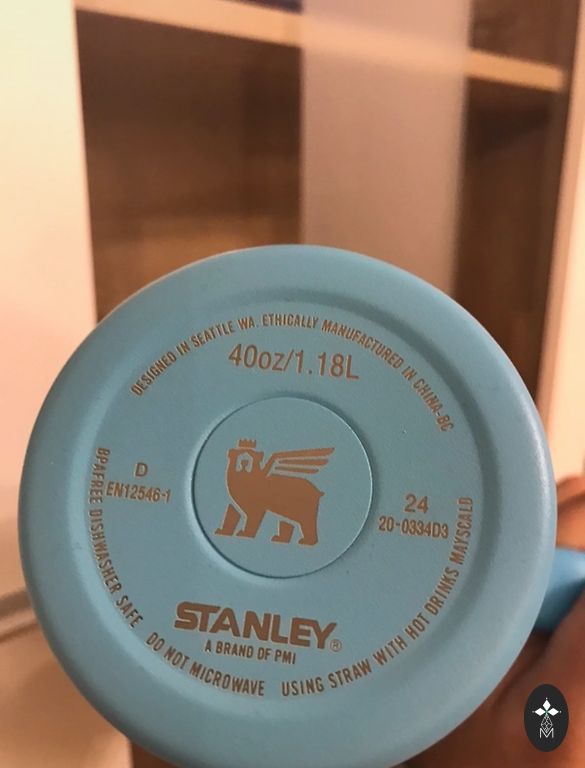 DESIGNED IN SEATTLE WA. ETHICALLY MANUFACTURED IN CHINA-BC
40oz/1.18L
D
EN12546-1
24
20-0334D3
STANLEY®
A BRAND OF PMI
BPAFREE DISHWASHER SAFE DO NOT MICROWAVE USING STRAW WITH HOT DRINKS MAYSCALD
M